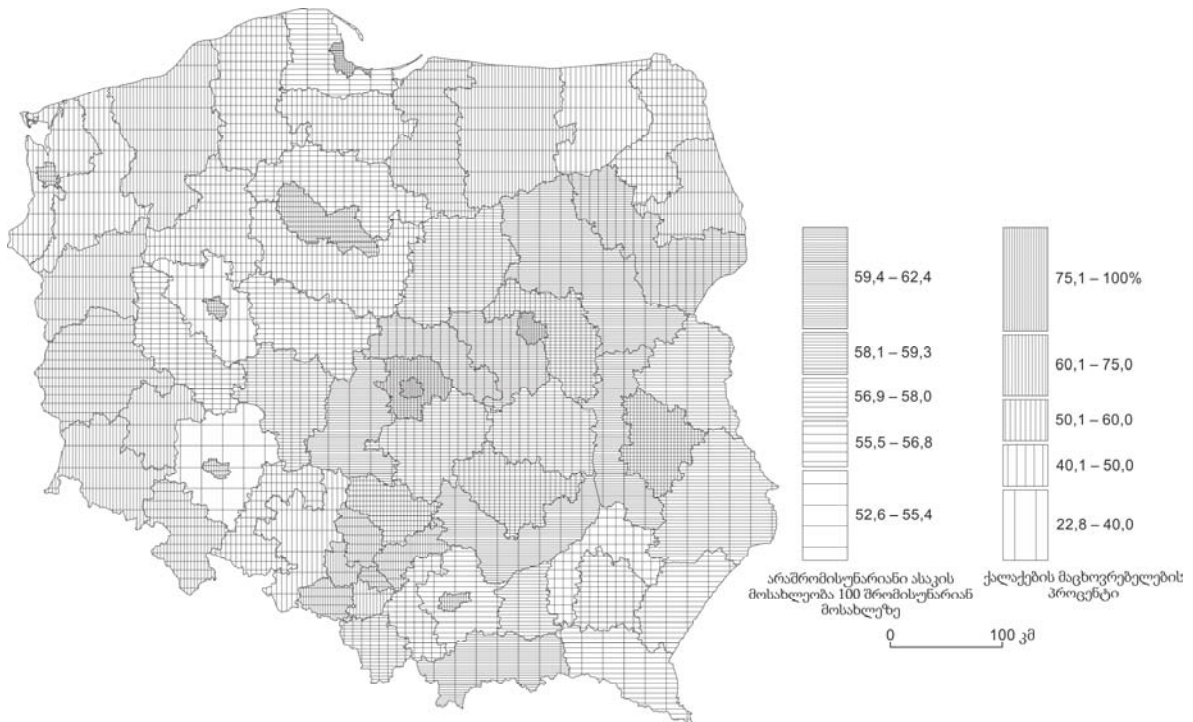 59,4 – 62,4
58,1 – 59,3
56,9 – 58,0
55,5 – 56,8
52,6 – 55,4
არაშრომისუნარიანი ასაკის
მოსახლეობა 100 შრომისუნარიან
მოსახლეზე
75,1 – 100%
60,1 – 75,0
50,1 – 60,0
40,1 – 50,0
22,8 – 40,0
ქალაქების მაცხოვრებელების
პროცენტი
0 100 კმ